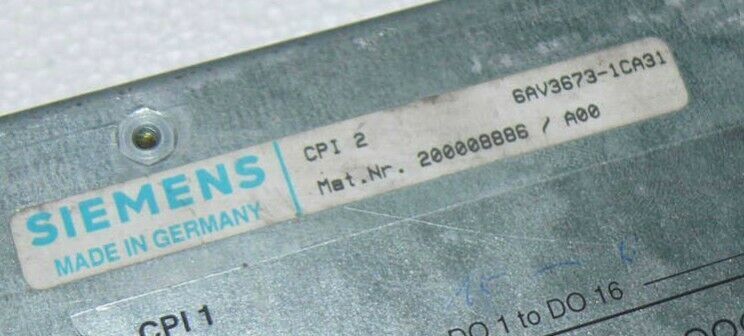 SIEMENS
MADE IN GERMANY
CPI 2
6AV3673-1CA31
Mat.Nr. 200008886 / A00
CPI 1
DO 1 to DO 16